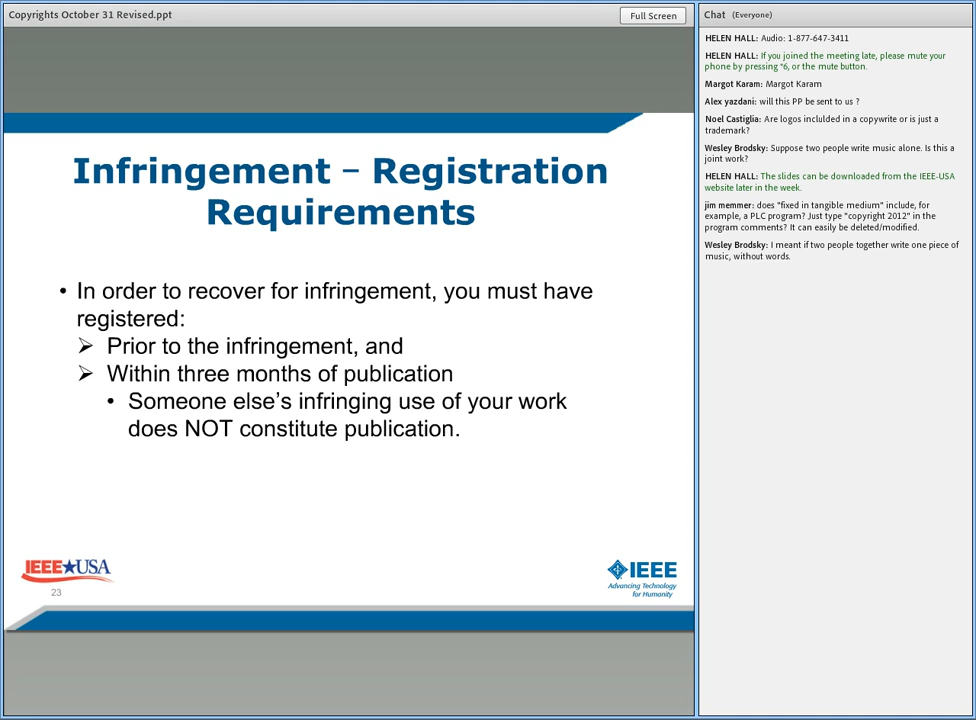 Copyrights October 31 Revised.ppt
Full Screen
Infringement – Registration
Requirements
• In order to recover for infringement, you must have
registered:
➢ Prior to the infringement, and
➢ Within three months of publication
• Someone else’s infringing use of your work
does NOT constitute publication.
IEEE★USA
23
IEEE
Advancing Technology
for Humanity
Chat (Everyone)
HELEN HALL: Audio: 1-877-647-3411
HELEN HALL: If you joined the meeting late, please mute your
phone by pressing *6, or the mute button.
Margot Karam: Margot Karam
Alex yazdani: will this PP be sent to us ?
Noel Castiglia: Are logos inclulded in a copywrite or is just a
trademark?
Wesley Brodsky: Suppose two people write music alone. Is this a
joint work?
HELEN HALL: The slides can be downloaded from the IEEE-USA
website later in the week.
jim memmer: does "fixed in tangible medium" include, for
example, a PLC program? Just type "copyright 2012" in the
program comments? It can easily be deleted/modified.
Wesley Brodsky: I meant if two people together write one piece of
music, without words.